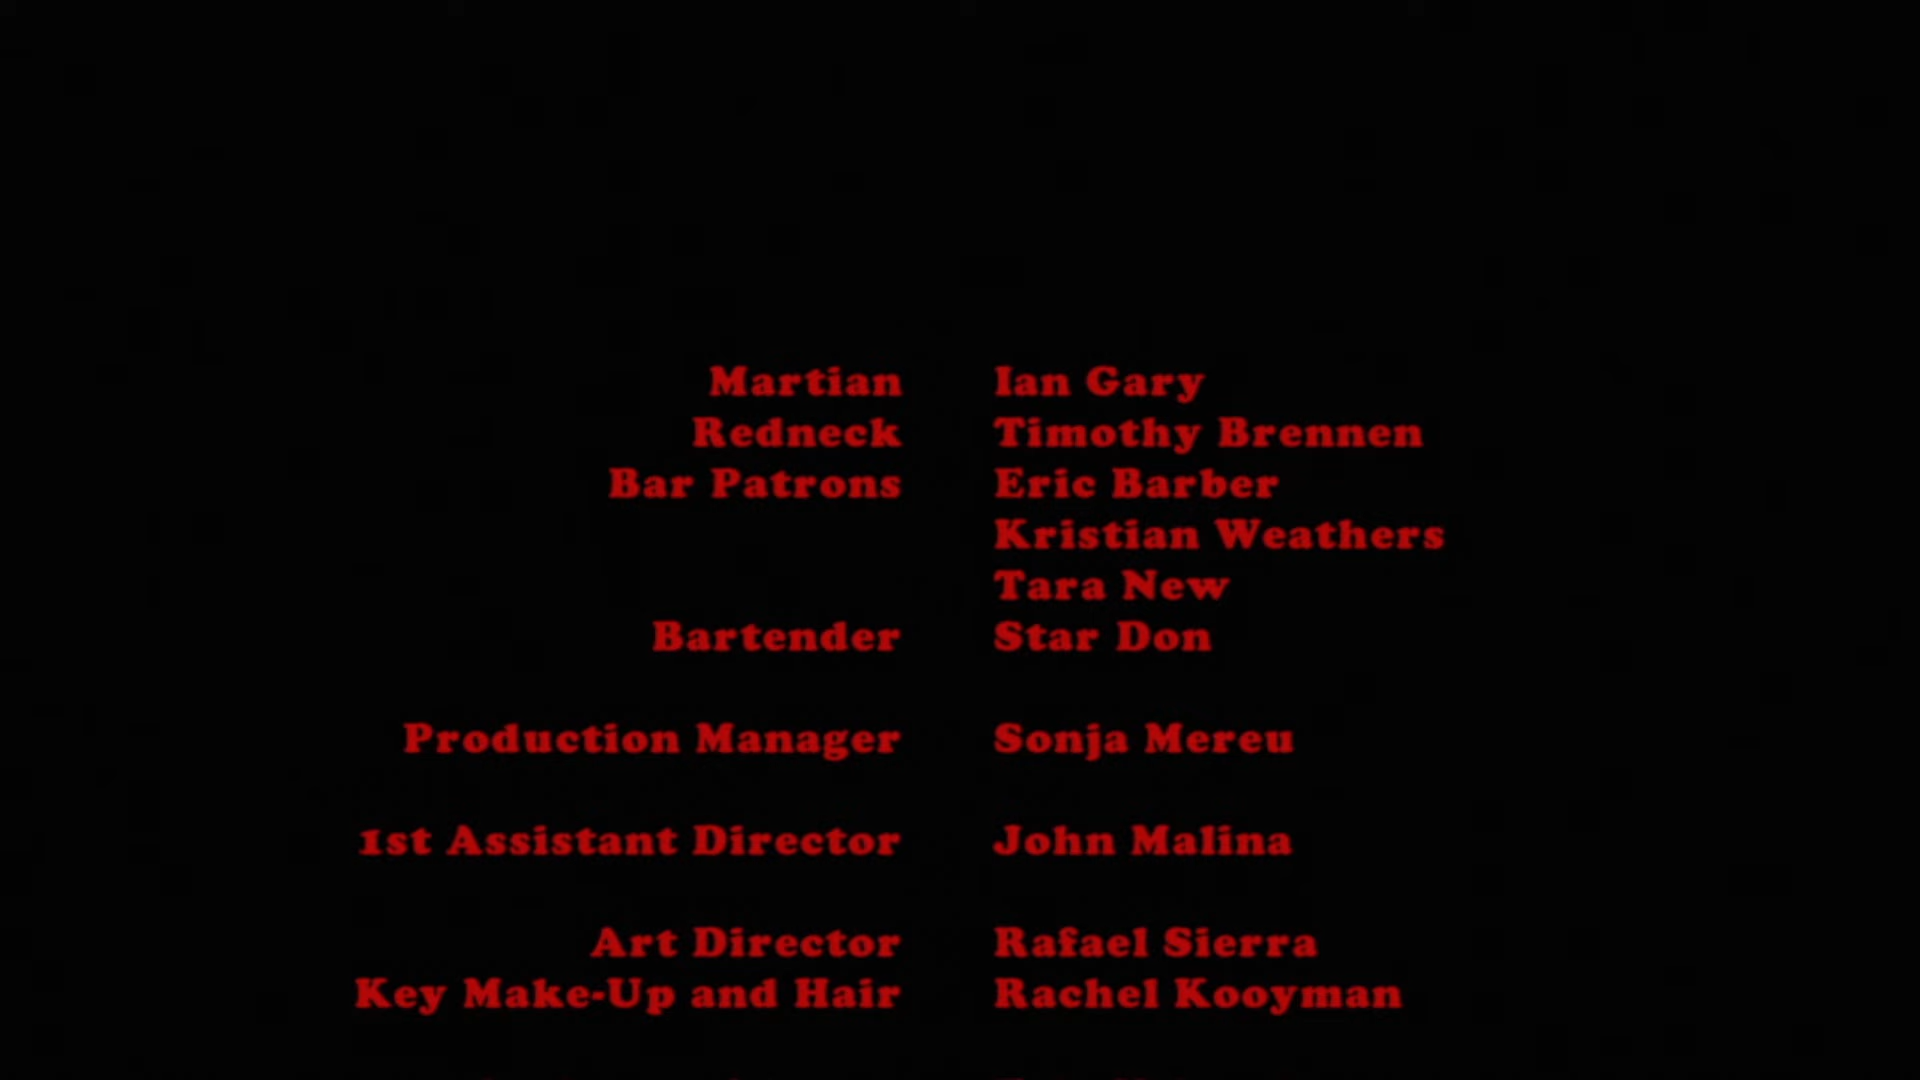 Martian Ian Gary
Redneck Timothy Brennen
Bar Patrons Eric Barber
Kristian Weathers
Tara New
Bartender Star Don
Production Manager Sonja Mereu
1st Assistant Director John Malina
Art Director Rafael Sierra
Key Make-Up and Hair Rachel Kooyman